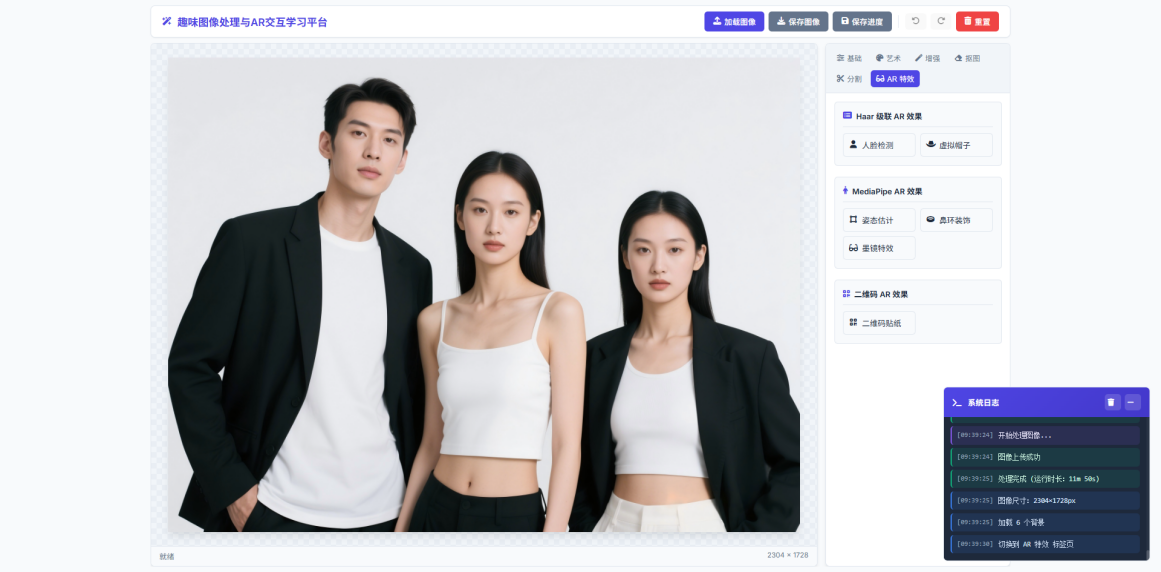 趣味图像处理与AR交互学习平台
加载图像
保存图像
保存进度
重置
基础
艺术
增强
抠图
分割
AR 特效
Haar 级联 AR 效果
人脸检测
虚拟帽子
MediaPipe AR 效果
姿态估计
鼻环装饰
墨镜特效
二维码 AR 效果
二维码贴纸
系统日志
[09:39:24] 开始处理图像...
[09:39:24] 图像上传成功
[09:39:25] 处理完成 (运行时长: 11m 50s)
[09:39:25] 图像尺寸: 2304×1728px
[09:39:25] 加载 6 个背景
[09:39:30] 切换到 AR 特效 标签页
就绪
2304 × 1728